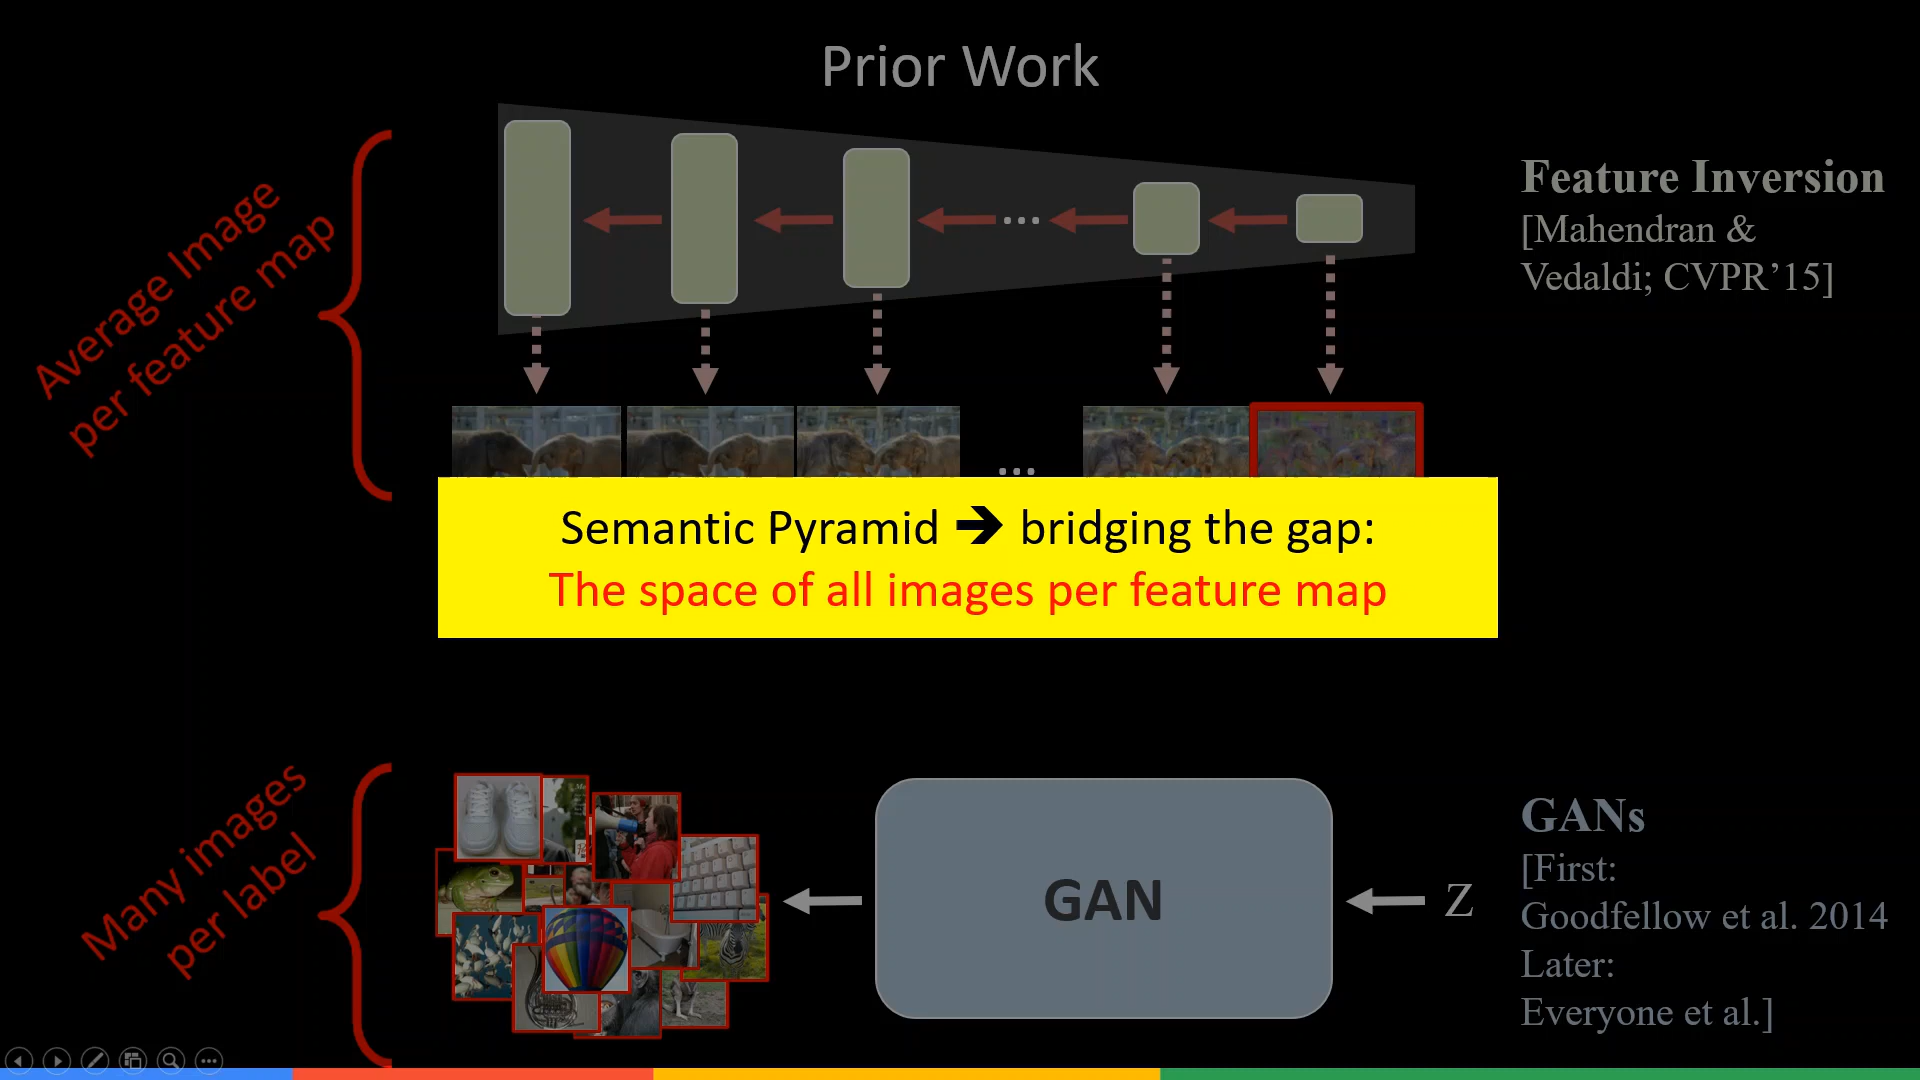 Prior Work
Average Image
per feature map
Feature Inversion
[Mahendran &
Vedaldi; CVPR’15]
...
...
Semantic Pyramid ➔ bridging the gap:
The space of all images per feature map
Many images
per label
GAN
Z
GANs
[First:
Goodfellow et al. 2014
Later:
Everyone et al.]